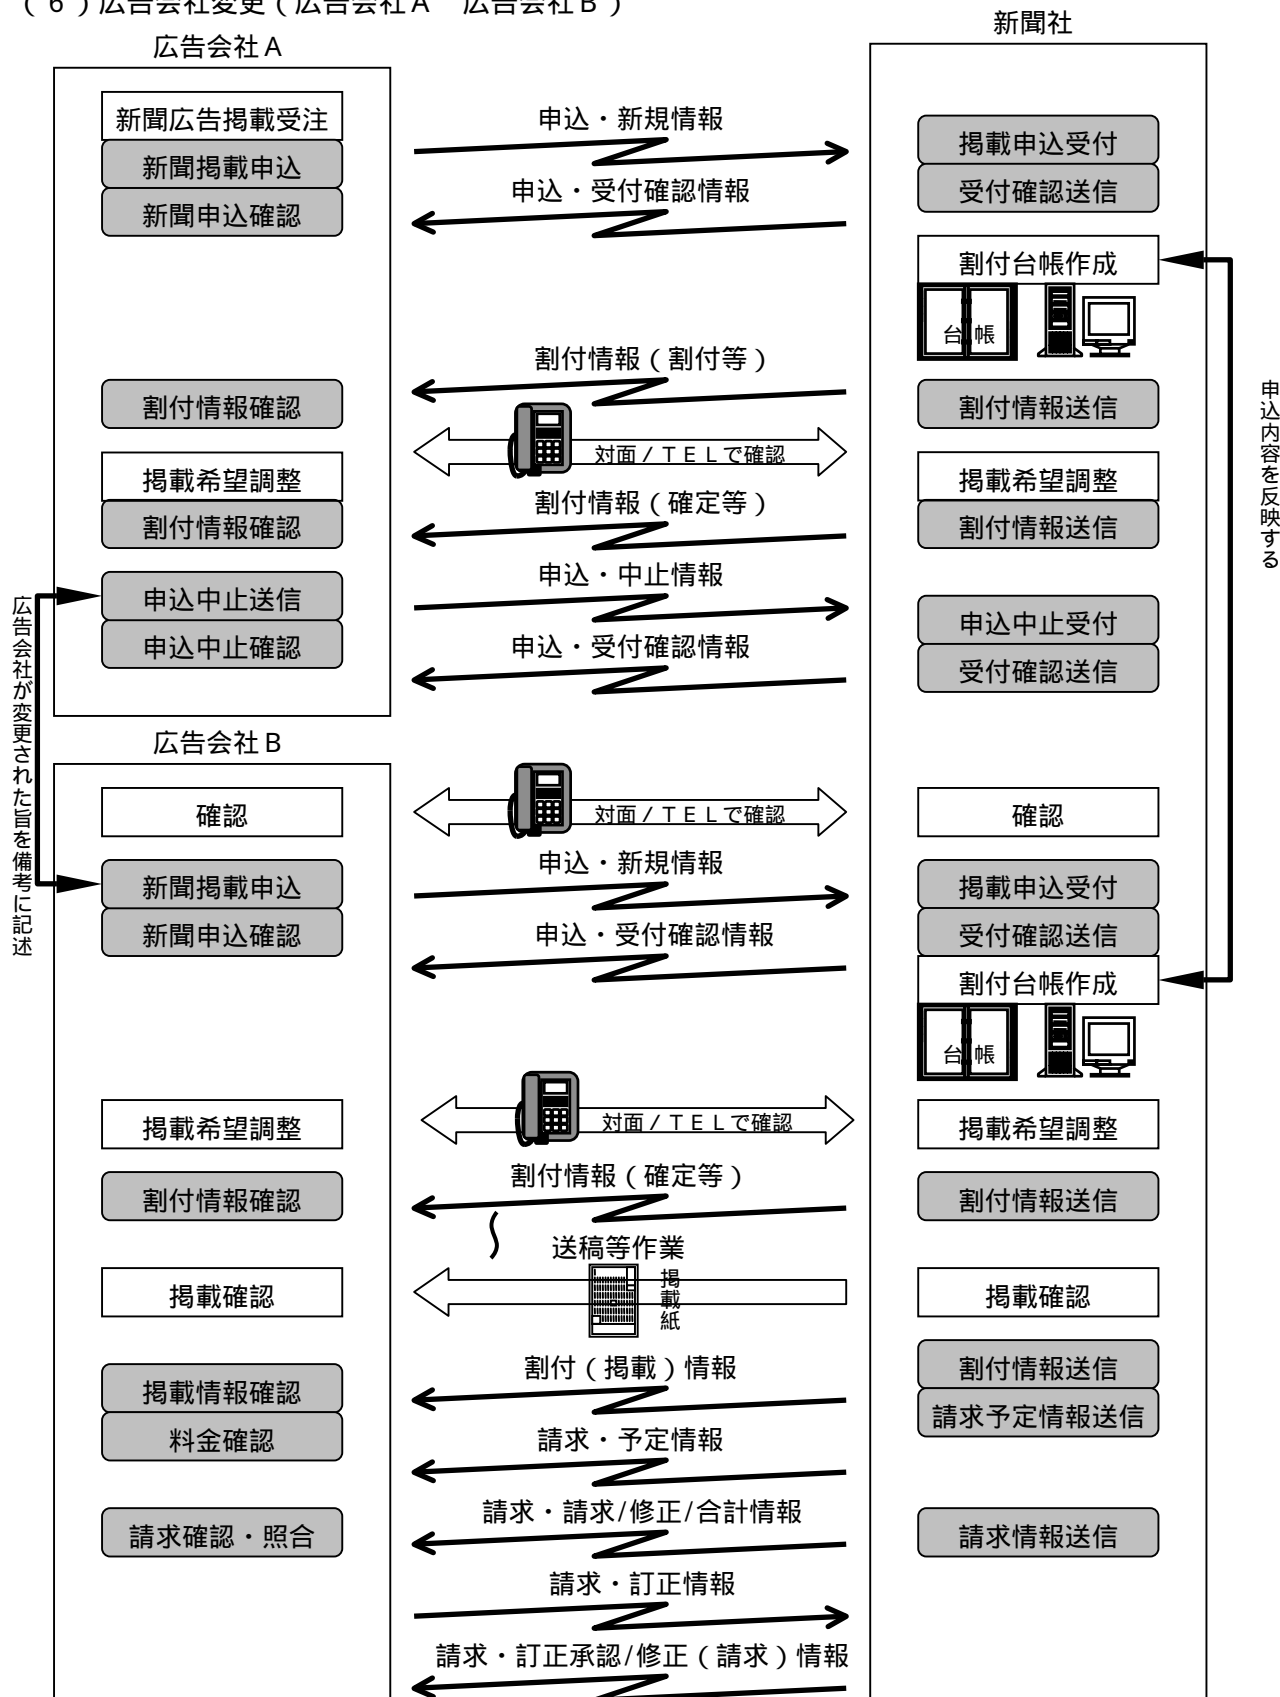 （６）広告会社変更（広告会社Ａ　広告会社Ｂ）
新聞社
広告会社Ａ
新聞広告掲載受注
申込・新規情報
掲載申込受付
新聞掲載申込
申込・受付確認情報
受付確認送信
新聞申込確認
割付台帳作成
台 帳
割付情報（割付等）
割付情報確認
割付情報送信
対面/ＴＥＬで確認
掲載希望調整
掲載希望調整
割付情報（確定等）
割付情報確認
割付情報送信
申込内容を反映する
申込・中止情報
申込中止送信
申込中止受付
申込・受付確認情報
申込中止確認
受付確認送信
広告会社が変更された旨を備考に記述
広告会社Ｂ
確認
対面/ＴＥＬで確認
確認
申込・新規情報
新聞掲載申込
掲載申込受付
申込・受付確認情報
新聞申込確認
受付確認送信
割付台帳作成
台 帳
掲載希望調整
対面/ＴＥＬで確認
掲載希望調整
割付情報（確定等）
割付情報確認
割付情報送信
送稿等作業
掲載確認
掲載紙
掲載確認
割付（掲載）情報
割付情報送信
掲載情報確認
請求予定情報送信
料金確認
請求・予定情報
請求・請求/修正/合計情報
請求確認・照合
請求情報送信
請求・訂正情報
請求・訂正承認/修正（請求）情報